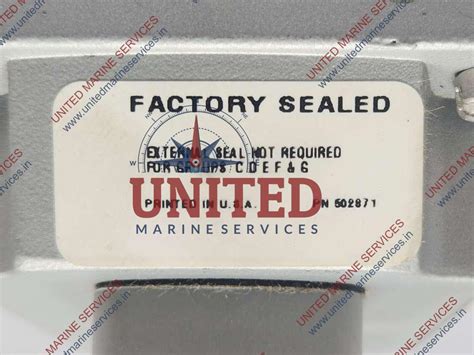 FACTORY SEALED
EXTERNAL SEAL NOT REQUIRED
FOR GROUPS C D E F & G
PRINTED IN U.S.A. PN 502871
UNITED
MARINE SERVICES
UNITED MARINE SERVICES
www.unitedmarineservices.in